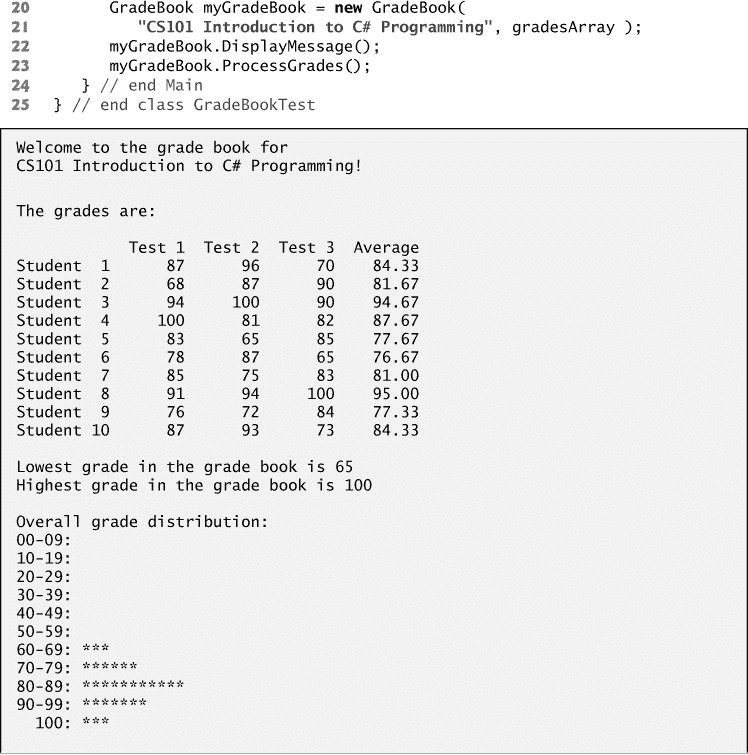 20 GradeBook myGradeBook = new GradeBook(
21 "CS101 Introduction to C# Programming", gradesArray );
22 myGradeBook.DisplayMessage();
23 myGradeBook.ProcessGrades();
24 } // end Main
25 } // end class GradeBookTest
Welcome to the grade book for
CS101 Introduction to C# Programming!
The grades are:
Test 1 Test 2 Test 3 Average
Student 1 87 96 70 84.33
Student 2 68 87 90 81.67
Student 3 94 100 90 94.67
Student 4 100 81 82 87.67
Student 5 83 65 85 77.67
Student 6 78 87 65 76.67
Student 7 85 75 83 81.00
Student 8 91 94 100 95.00
Student 9 76 72 84 77.33
Student 10 87 93 73 84.33
Lowest grade in the grade book is 65
Highest grade in the grade book is 100
Overall grade distribution:
00-09:
10-19:
20-29:
30-39:
40-49:
50-59:
60-69: ***
70-79: ******
80-89: ***********
90-99: *******
100: ***